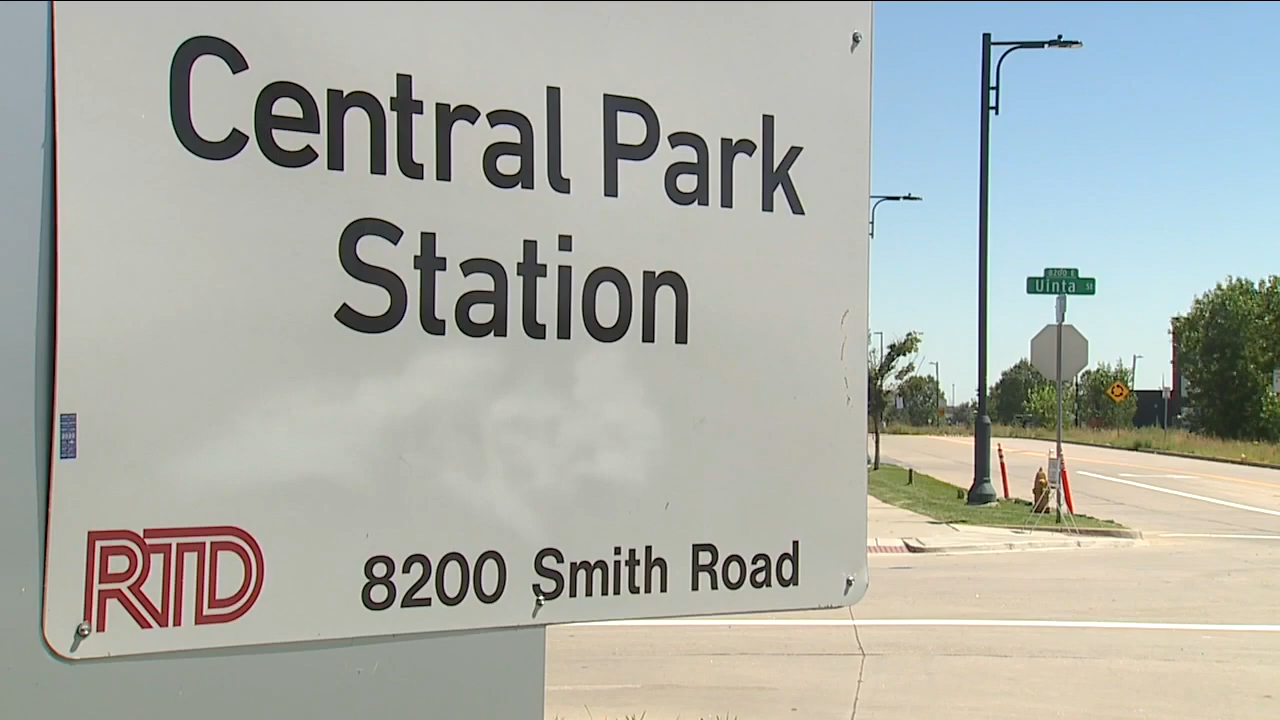 Central Park
Station
RTD
8200 Smith Road
8200 E
Uinta St